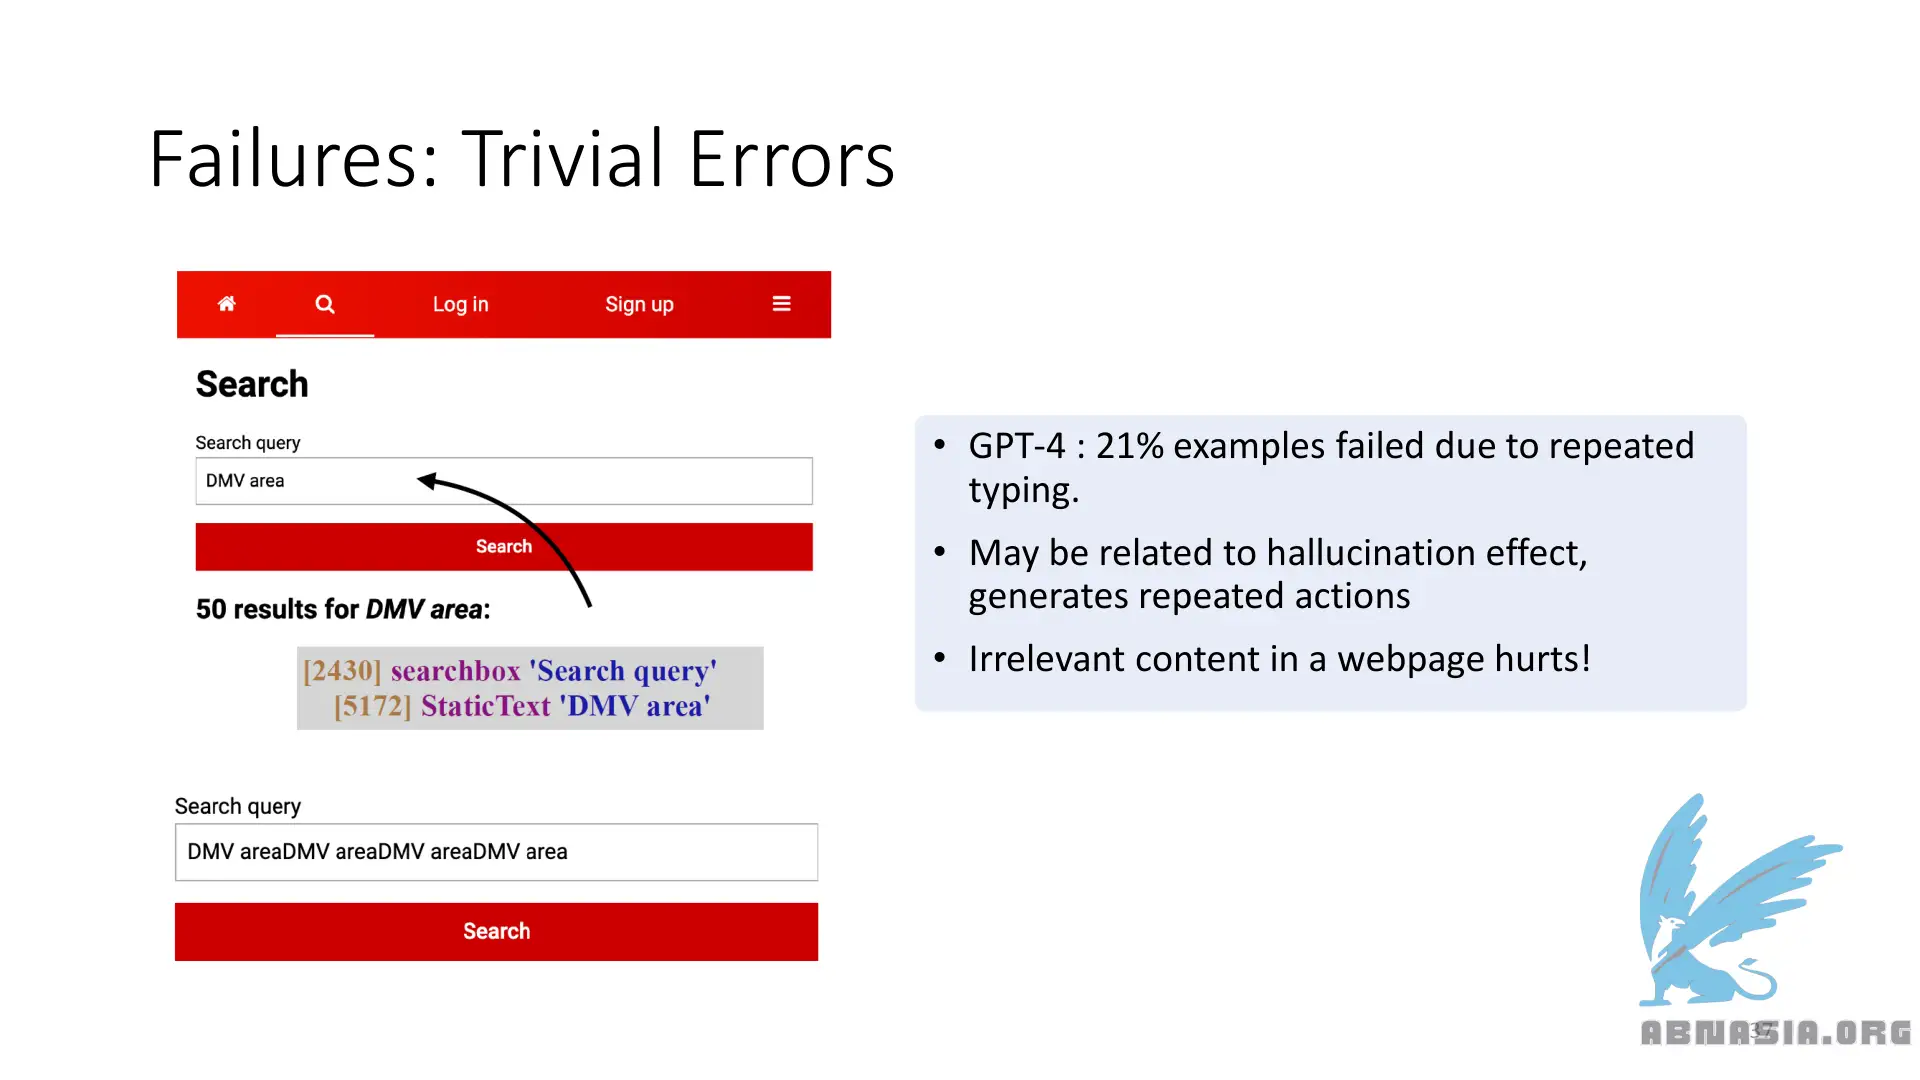 Failures: Trivial Errors
Log in
Sign up
Search
Search query
DMV area
Search
50 results for DMV area:
[2430] searchbox 'Search query'
[5172] StaticText 'DMV area'
Search query
DMV areaDMV areaDMV areaDMV area
Search
• GPT-4 : 21% examples failed due to repeated
typing.
• May be related to hallucination effect,
generates repeated actions
• Irrelevant content in a webpage hurts!
37
ABNASIA.ORG